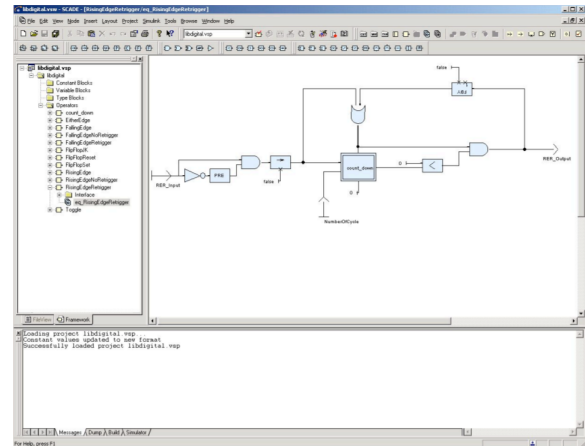 libdigital.vsw - SCADE - [RisingEdgeRetrigger/eq_RisingEdgeRetrigger]
File Edit View Node Insert Layout Project Simulink Tools Browse Window Help
libdigital.vsp
libdigital.vsp
libdigital
Constant Blocks
Variable Blocks
Type Blocks
Operators
count_down
EitherEdge
FallingEdge
FallingEdgeNoRetrigger
FallingEdgeRetrigger
FlipFlopJK
FlipFlopReset
FlipFlopSet
RisingEdge
RisingEdgeNoRetrigger
RisingEdgeRetrigger
Interface
eq_RisingEdgeRetrigger
Toggle
FileView
Framework
false
FBY
RER_Input
PRE
false
count_down
0
0
<
RER_Output
NumberOfCycle
Loading project libdigital.vsp...
Constant values updated to new format
Successfully loaded project libdigital.vsp
Messages Dump Build Simulator
For Help, press F1